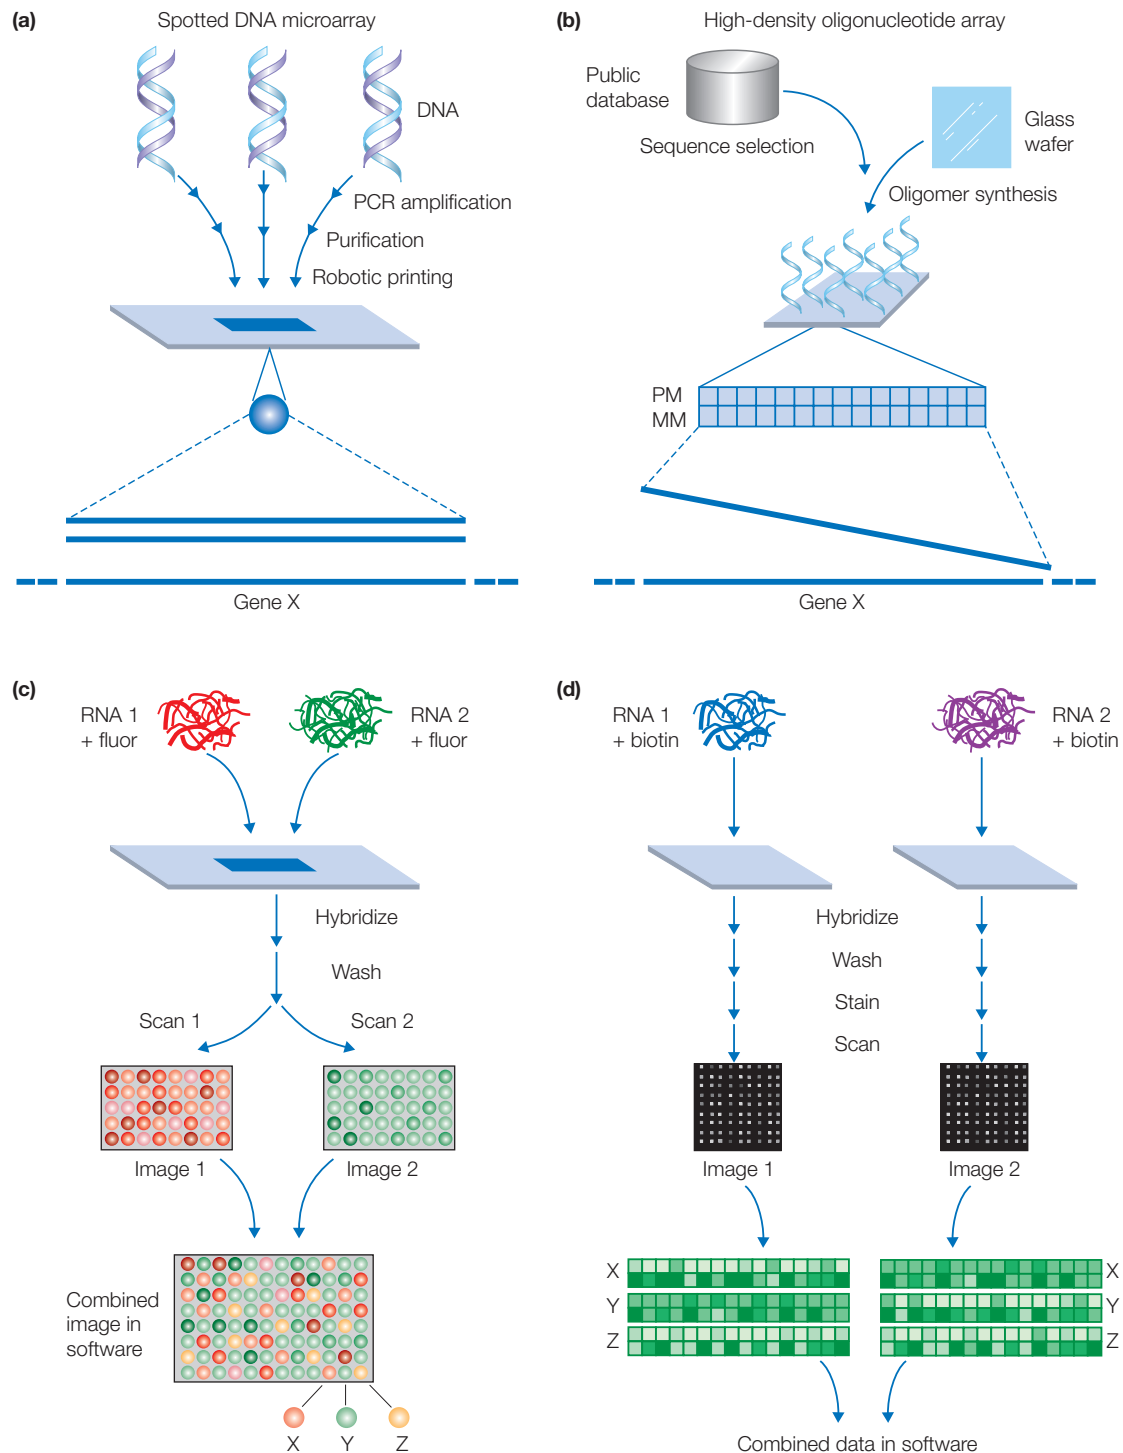 (a)
Spotted DNA microarray
DNA
PCR amplification
Purification
Robotic printing
Gene X
(b)
High-density oligonucleotide array
Public
database
Sequence selection
Glass
wafer
Oligomer synthesis
PM
MM
Gene X
(c)
RNA 1
+ fluor
RNA 2
+ fluor
Hybridize
Wash
Scan 1
Scan 2
Image 1
Image 2
Combined
image in
software
X
Y
Z
(d)
RNA 1
+ biotin
RNA 2
+ biotin
Hybridize
Wash
Stain
Scan
Image 1
Image 2
X
X
Y
Y
Z
Z
Combined data in software